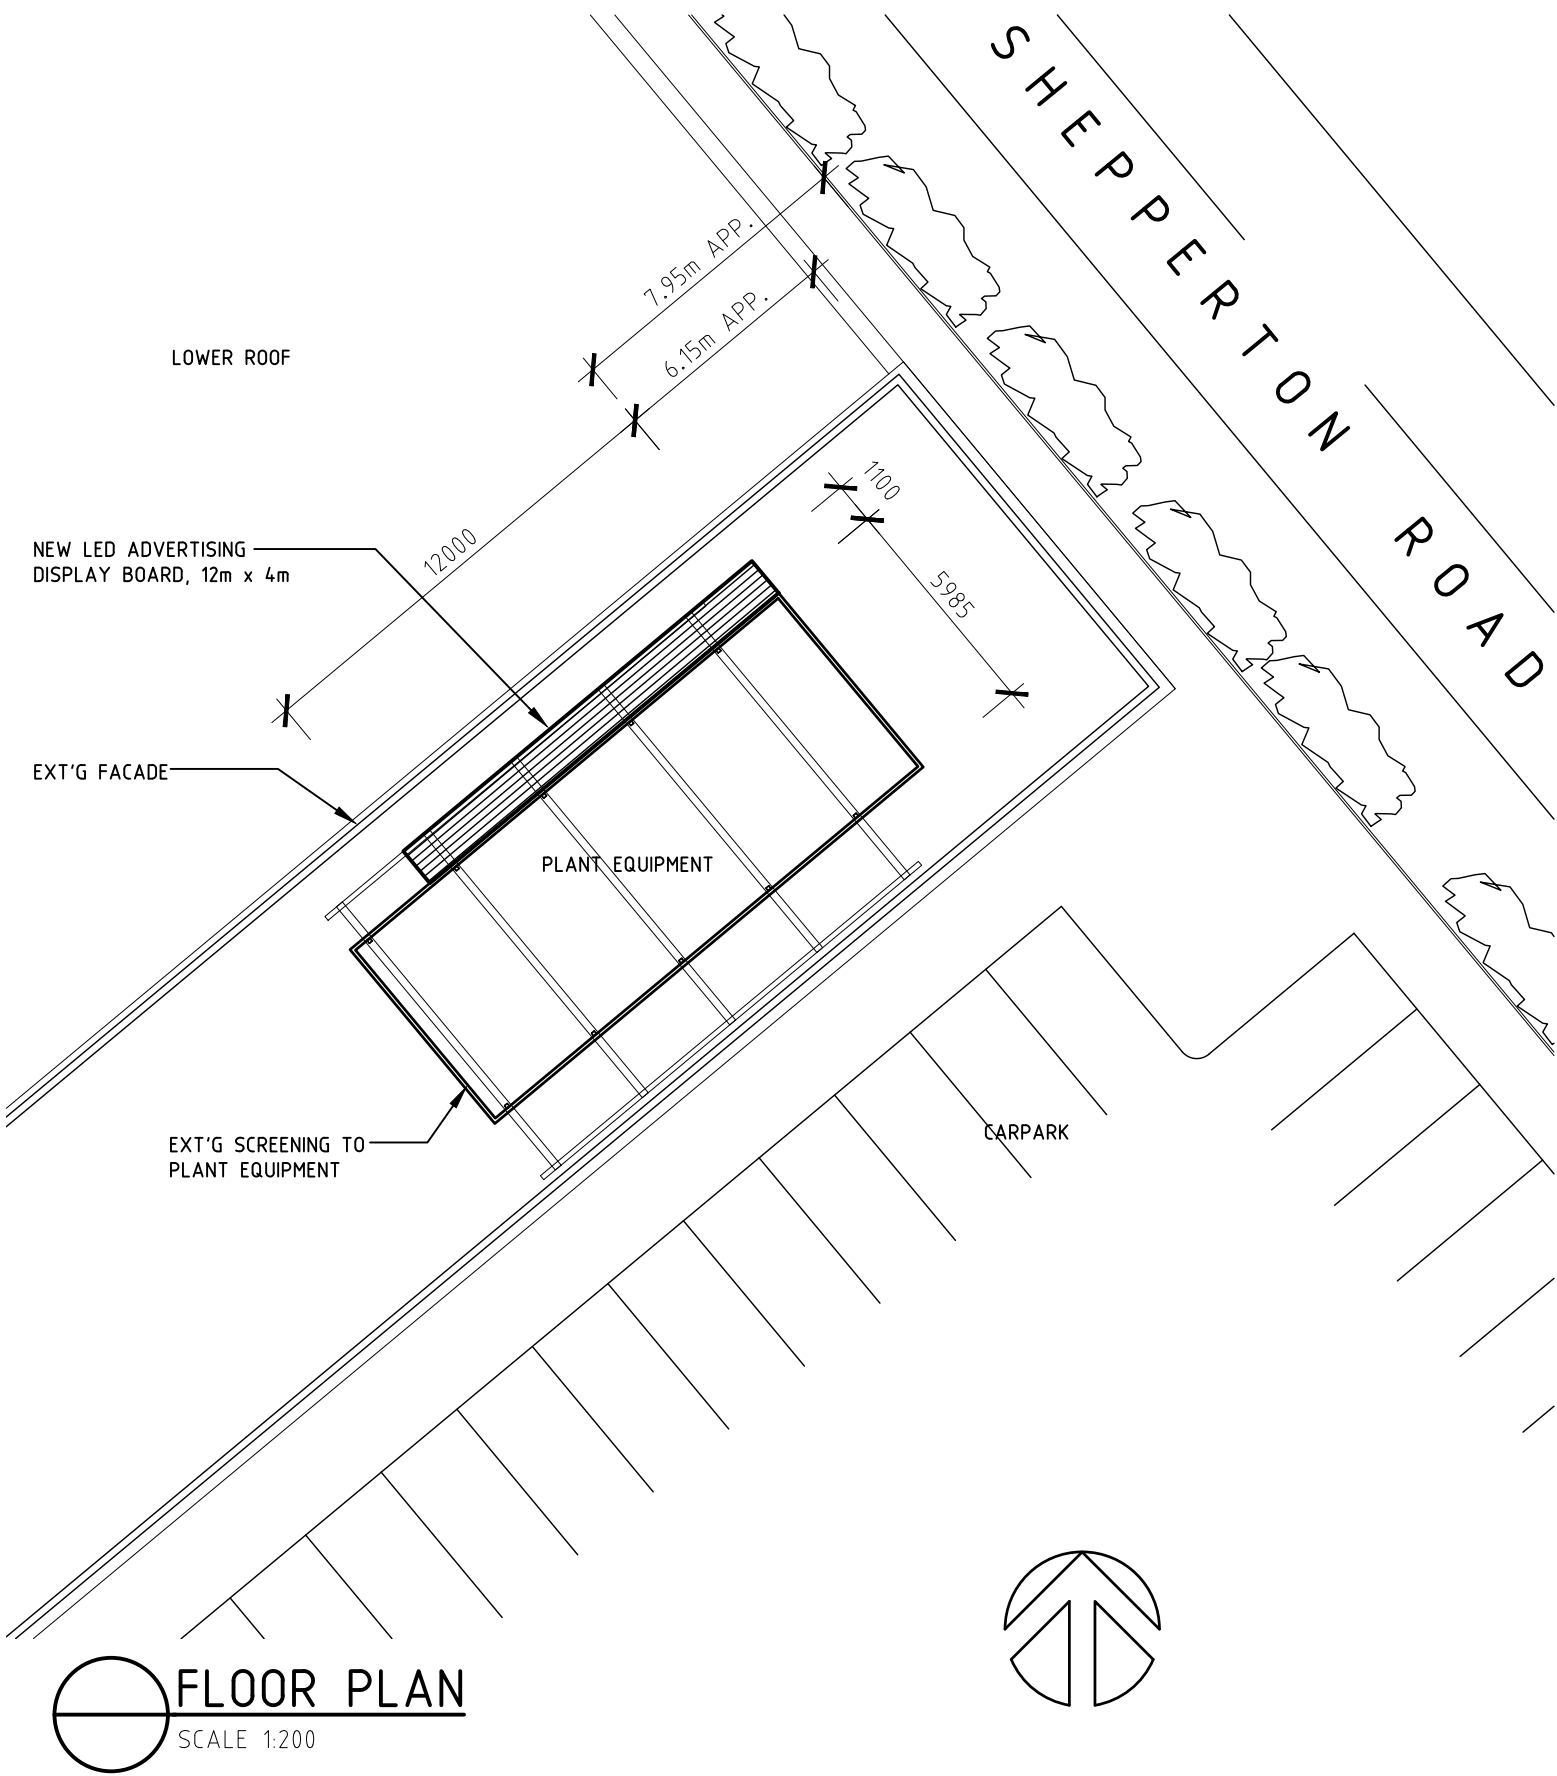 SHEPPERTON ROAD
7.95m APP.
6.15m APP.
LOWER ROOF
1100
12000
NEW LED ADVERTISING
DISPLAY BOARD, 12m x 4m
5985
EXT'G FACADE
PLANT EQUIPMENT
EXT'G SCREENING TO
PLANT EQUIPMENT
CARPARK
FLOOR PLAN
SCALE 1:200